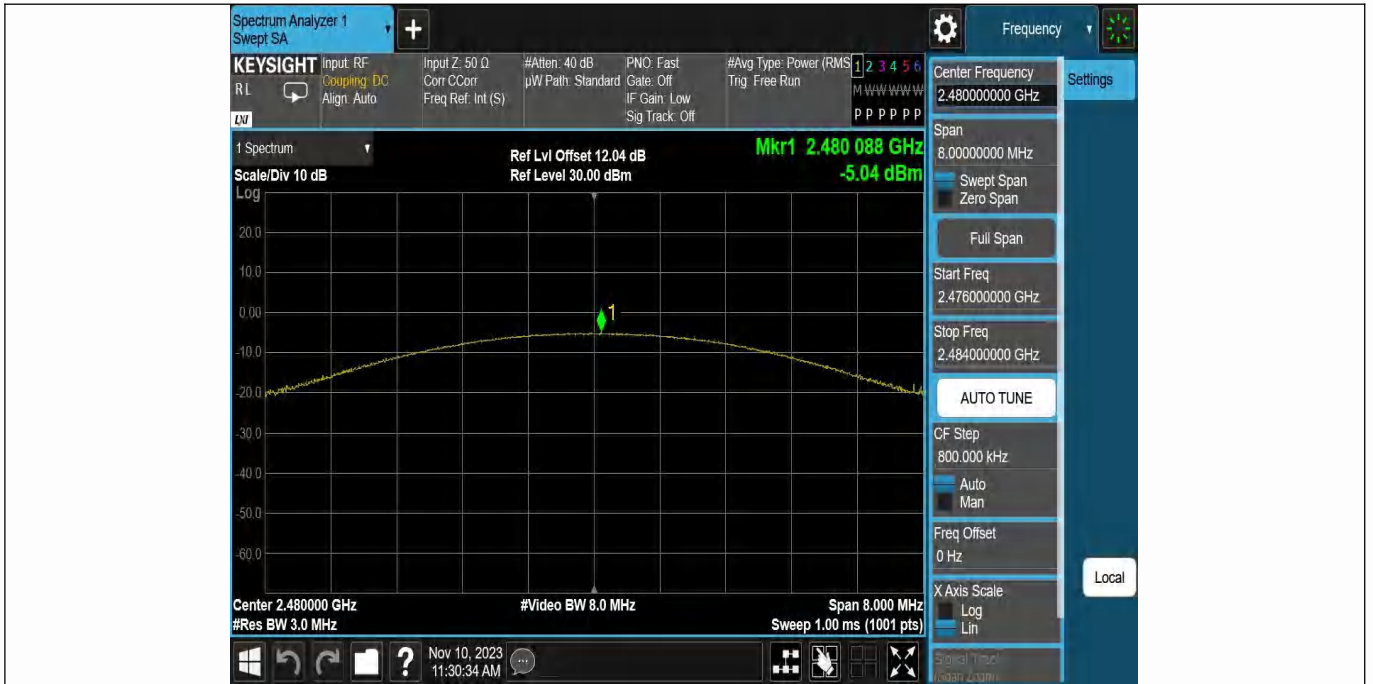 Spectrum Analyzer 1
Swept SA
+
Frequency
KEYSIGHT
RL
LXI
Input: RF
Coupling: DC
Align: Auto
Input Z: 50 Ω
Corr CCorr
Freq Ref: Int (S)
#Atten: 40 dB
µW Path: Standard
PNO: Fast
Gate: Off
IF Gain: Low
Sig Track: Off
#Avg Type: Power (RMS
Trig: Free Run
1 2 3 4 5 6
M W W W W W
P P P P P P
1 Spectrum
Scale/Div 10 dB
Ref Lvl Offset 12.04 dB
Ref Level 30.00 dBm
Mkr1 2.480 088 GHz
-5.04 dBm
Log
20.0
10.0
0.00
-10.0
-20.0
-30.0
-40.0
-50.0
-60.0
1
Center 2.480000 GHz
#Res BW 3.0 MHz
#Video BW 8.0 MHz
Span 8.000 MHz
Sweep 1.00 ms (1001 pts)
?
Nov 10, 2023
11:30:34 AM
Center Frequency
2.480000000 GHz
Settings
Span
8.00000000 MHz
Swept Span
Zero Span
Full Span
Start Freq
2.476000000 GHz
Stop Freq
2.484000000 GHz
AUTO TUNE
CF Step
800.000 kHz
Auto
Man
Freq Offset
0 Hz
X Axis Scale
Log
Lin
Local
Signal Track
(Span Zoom)